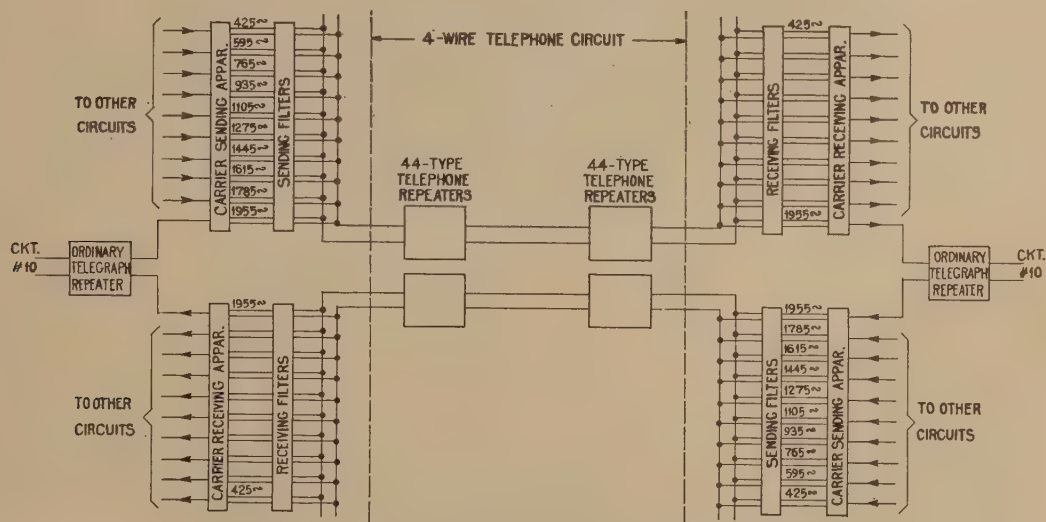 425~
595~
765~
935~
1105~
1275~
1445~
1615~
1785~
1955~
TO OTHER
CIRCUITS
CARRIER SENDING APPAR.
SENDING FILTERS
4-WIRE TELEPHONE CIRCUIT
44-TYPE
TELEPHONE
REPEATERS
44-TYPE
TELEPHONE
REPEATERS
425~
1955~
RECEIVING FILTERS
CARRIER RECEIVING APPAR.
TO OTHER
CIRCUITS
CKT.
#10
ORDINARY
TELEGRAPH
REPEATER
ORDINARY
TELEGRAPH
REPEATER
CKT.
#10
1955~
425~
TO OTHER
CIRCUITS
CARRIER RECEIVING APPAR.
RECEIVING FILTERS
1955~
1785~
1615~
1445~
1275~
1105
935~
765~
595~
425~
SENDING FILTERS
CARRIER SENDING APPAR.
TO OTHER
CIRCUITS